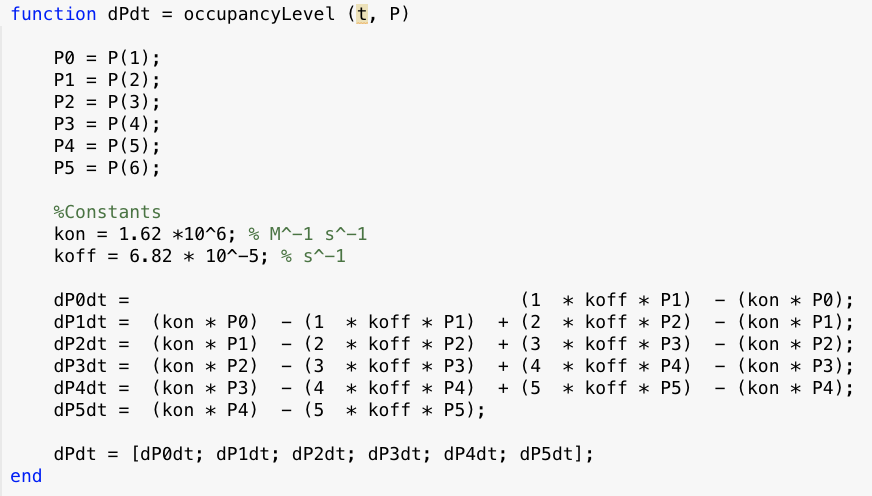 function dPdt = occupancyLevel (t, P)
P0 = P(1);
P1 = P(2);
P2 = P(3);
P3 = P(4);
P4 = P(5);
P5 = P(6);
%Constants
kon = 1.62 *10^6; % M^-1 s^-1
koff = 6.82 * 10^-5; % s^-1
dP0dt = (1 * koff * P1) - (kon * P0);
dP1dt = (kon * P0) - (1 * koff * P1) + (2 * koff * P2) - (kon * P1);
dP2dt = (kon * P1) - (2 * koff * P2) + (3 * koff * P3) - (kon * P2);
dP3dt = (kon * P2) - (3 * koff * P3) + (4 * koff * P4) - (kon * P3);
dP4dt = (kon * P3) - (4 * koff * P4) + (5 * koff * P5) - (kon * P4);
dP5dt = (kon * P4) - (5 * koff * P5);
dPdt = [dP0dt; dP1dt; dP2dt; dP3dt; dP4dt; dP5dt];
end